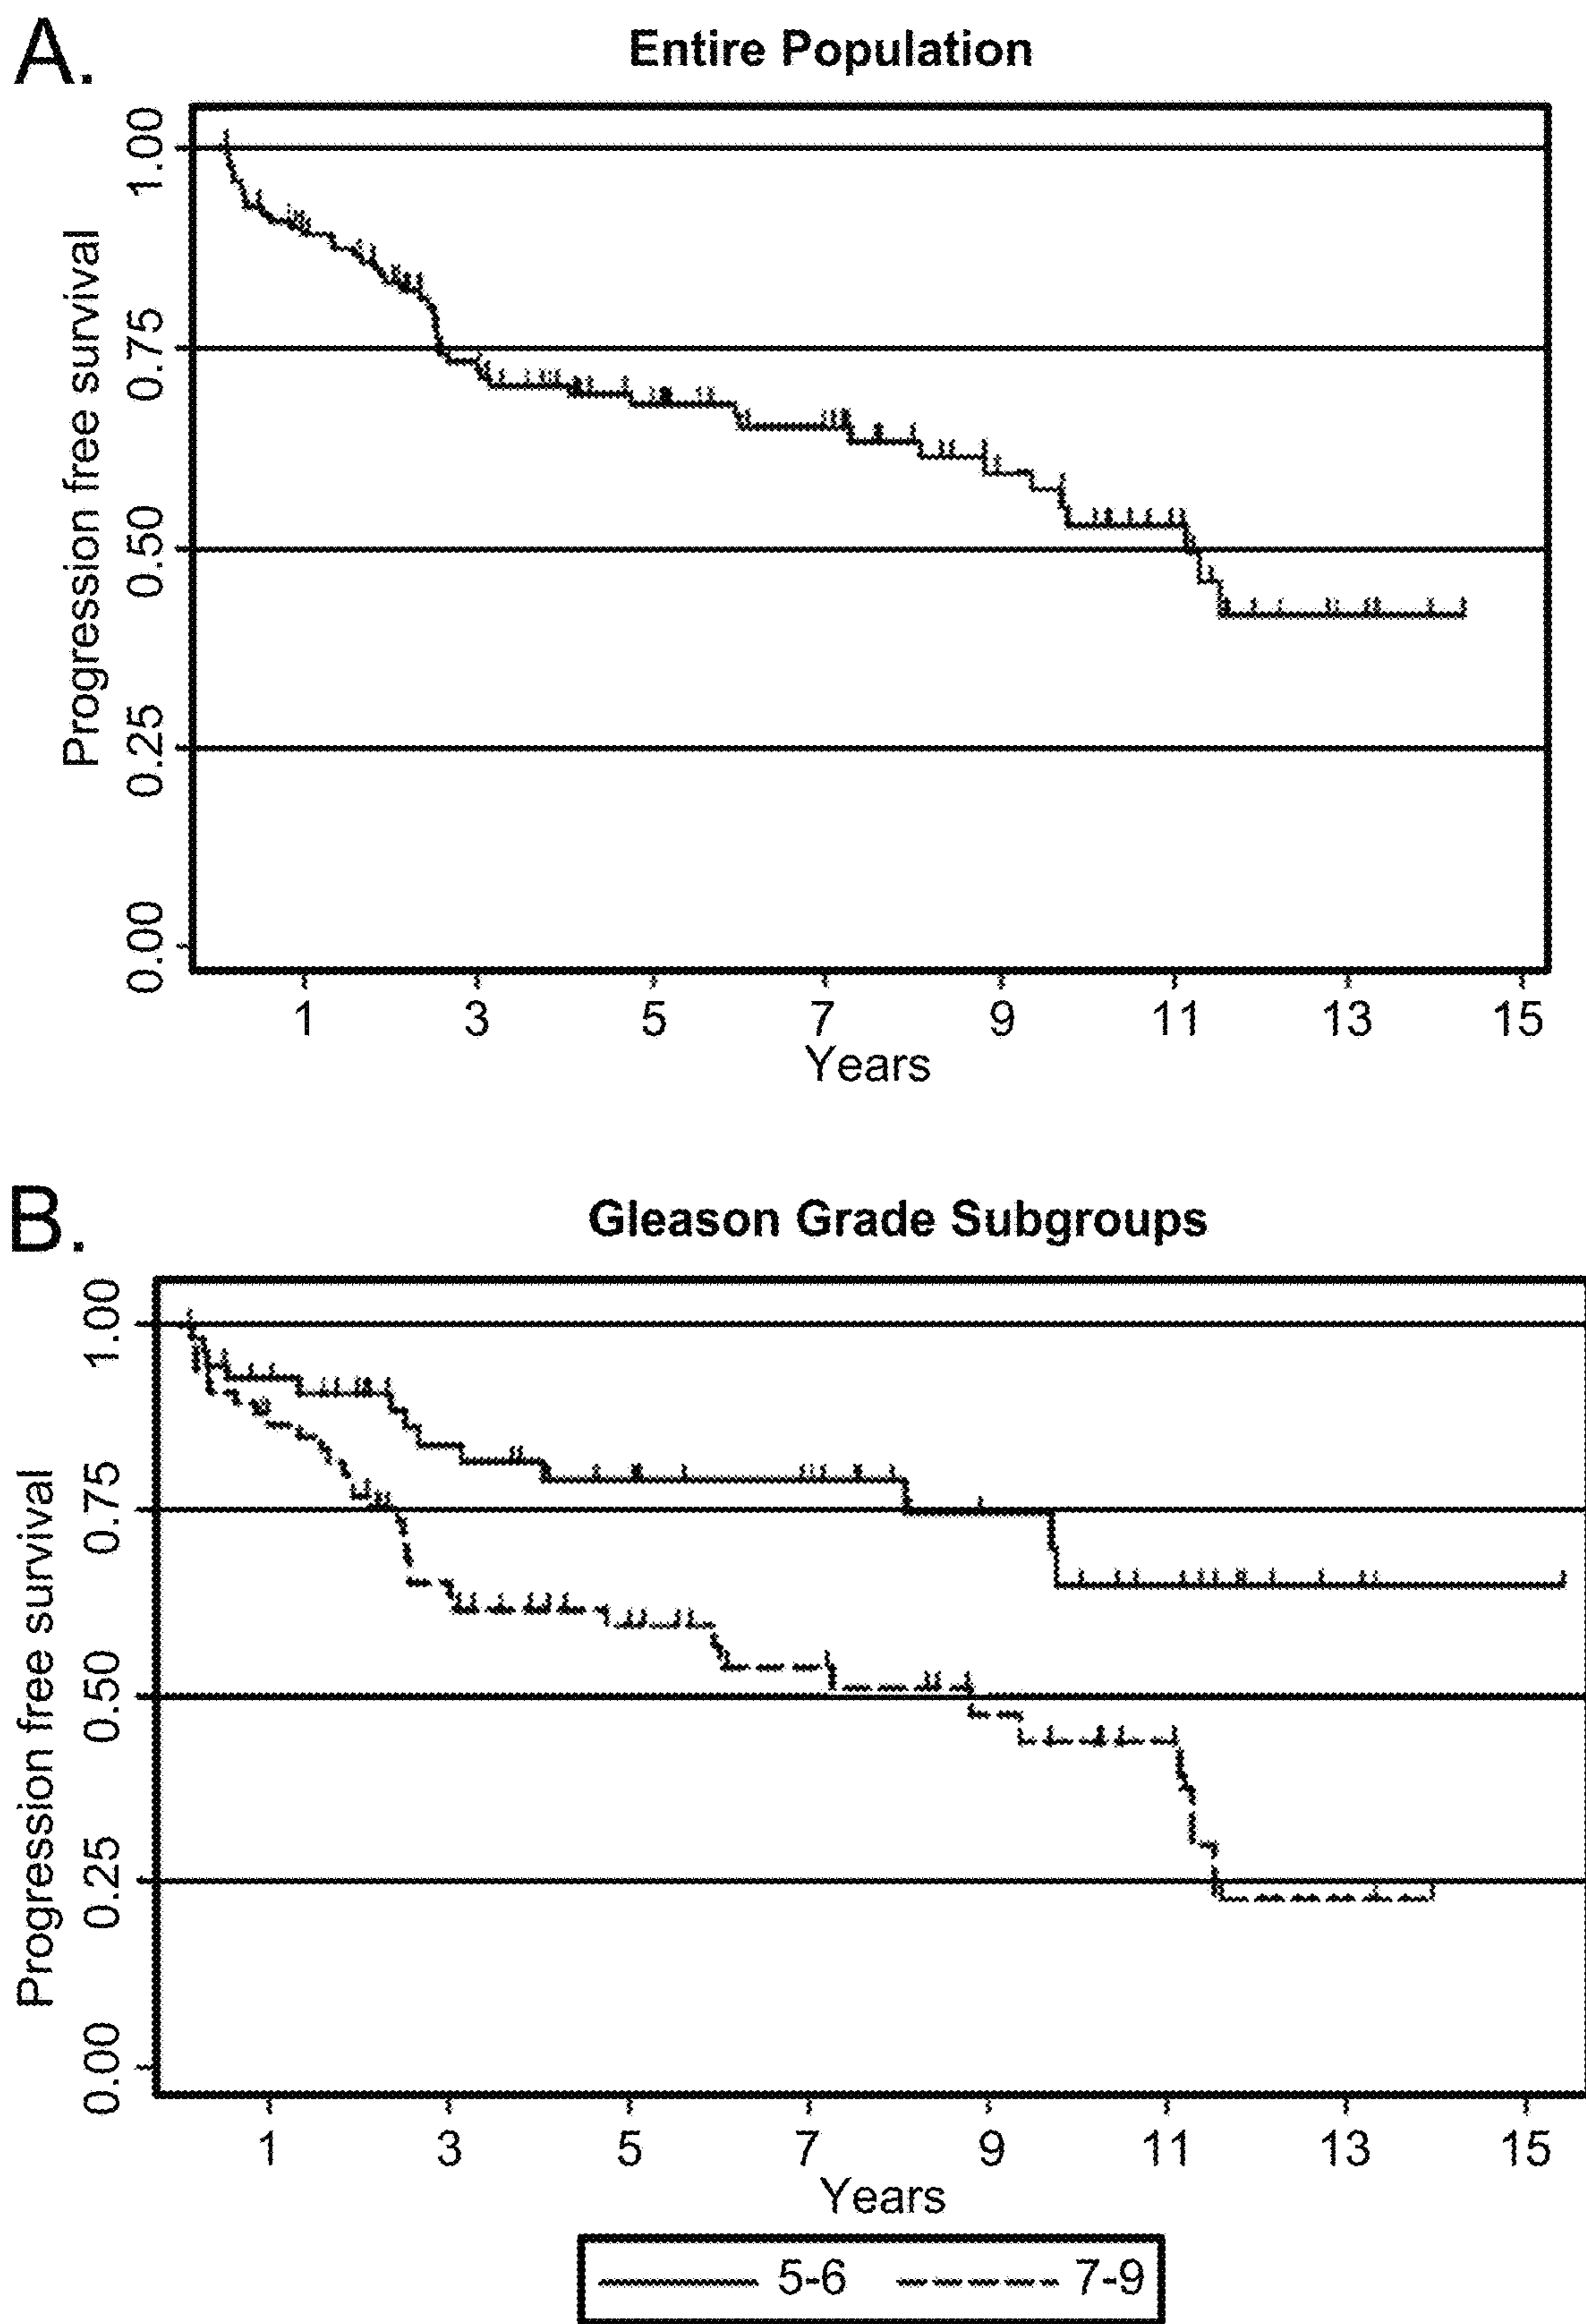 A.
Entire Population
Progression free survival
1.00
0.75
0.50
0.25
0.00
1 3 5 7 9 11 13 15
Years
B.
Gleason Grade Subgroups
Progression free survival
1.00
0.75
0.50
0.25
0.00
1 3 5 7 9 11 13 15
Years
5-6 7-9